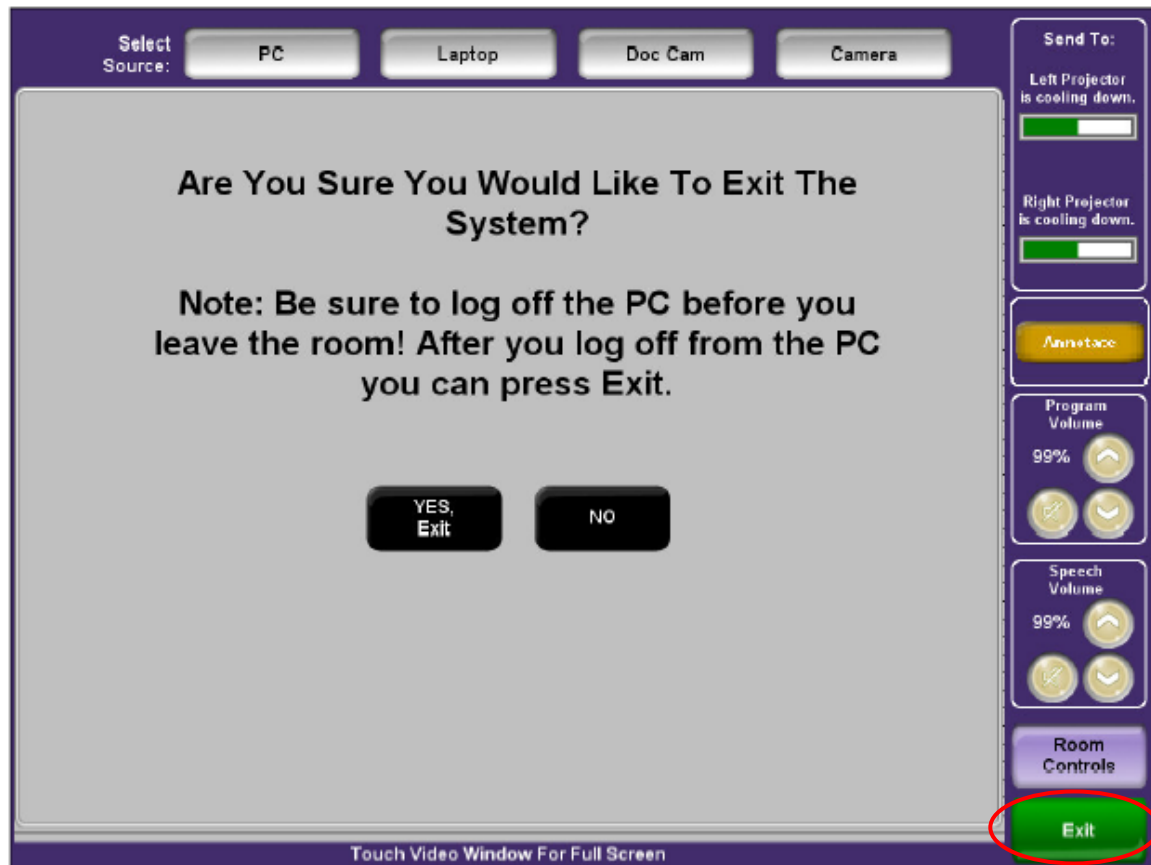 Select
Source:
PC
Laptop
Doc Cam
Camera
Are You Sure You Would Like To Exit The
System?
Note: Be sure to log off the PC before you
leave the room! After you log off from the PC
you can press Exit.
YES,
Exit
NO
Touch Video Window For Full Screen
Send To:
Left Projector
is cooling down.
Right Projector
is cooling down.
Annotate
Program
Volume
99%
Speech
Volume
99%
Room
Controls
Exit